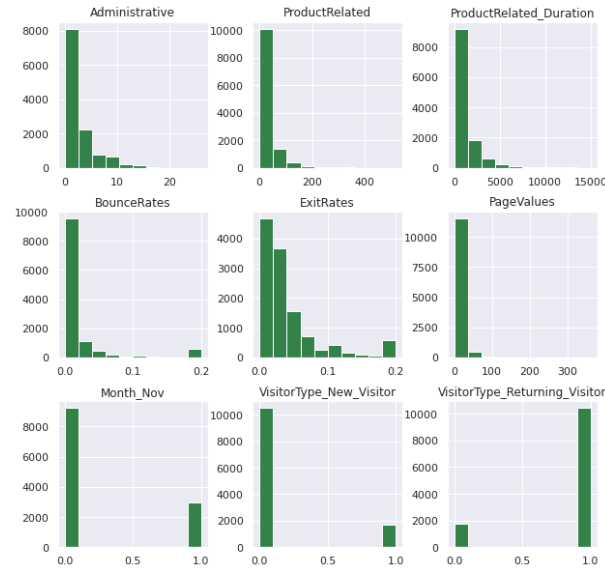 Administrative
8000
6000
4000
2000
0
0 10 20
ProductRelated
10000
8000
6000
4000
2000
0
0 200 400
ProductRelated_Duration
8000
6000
4000
2000
0
0 5000 10000 15000
BounceRates
10000
8000
6000
4000
2000
0
0.0 0.1 0.2
ExitRates
4000
3000
2000
1000
0
0.0 0.1 0.2
PageValues
10000
7500
5000
2500
0
0 100 200 300
Month_Nov
8000
6000
4000
2000
0
0.0 0.5 1.0
VisitorType_New_Visitor
10000
8000
6000
4000
2000
0
0.0 0.5 1.0
VisitorType_Returning_Visitor
10000
8000
6000
4000
2000
0
0.0 0.5 1.0